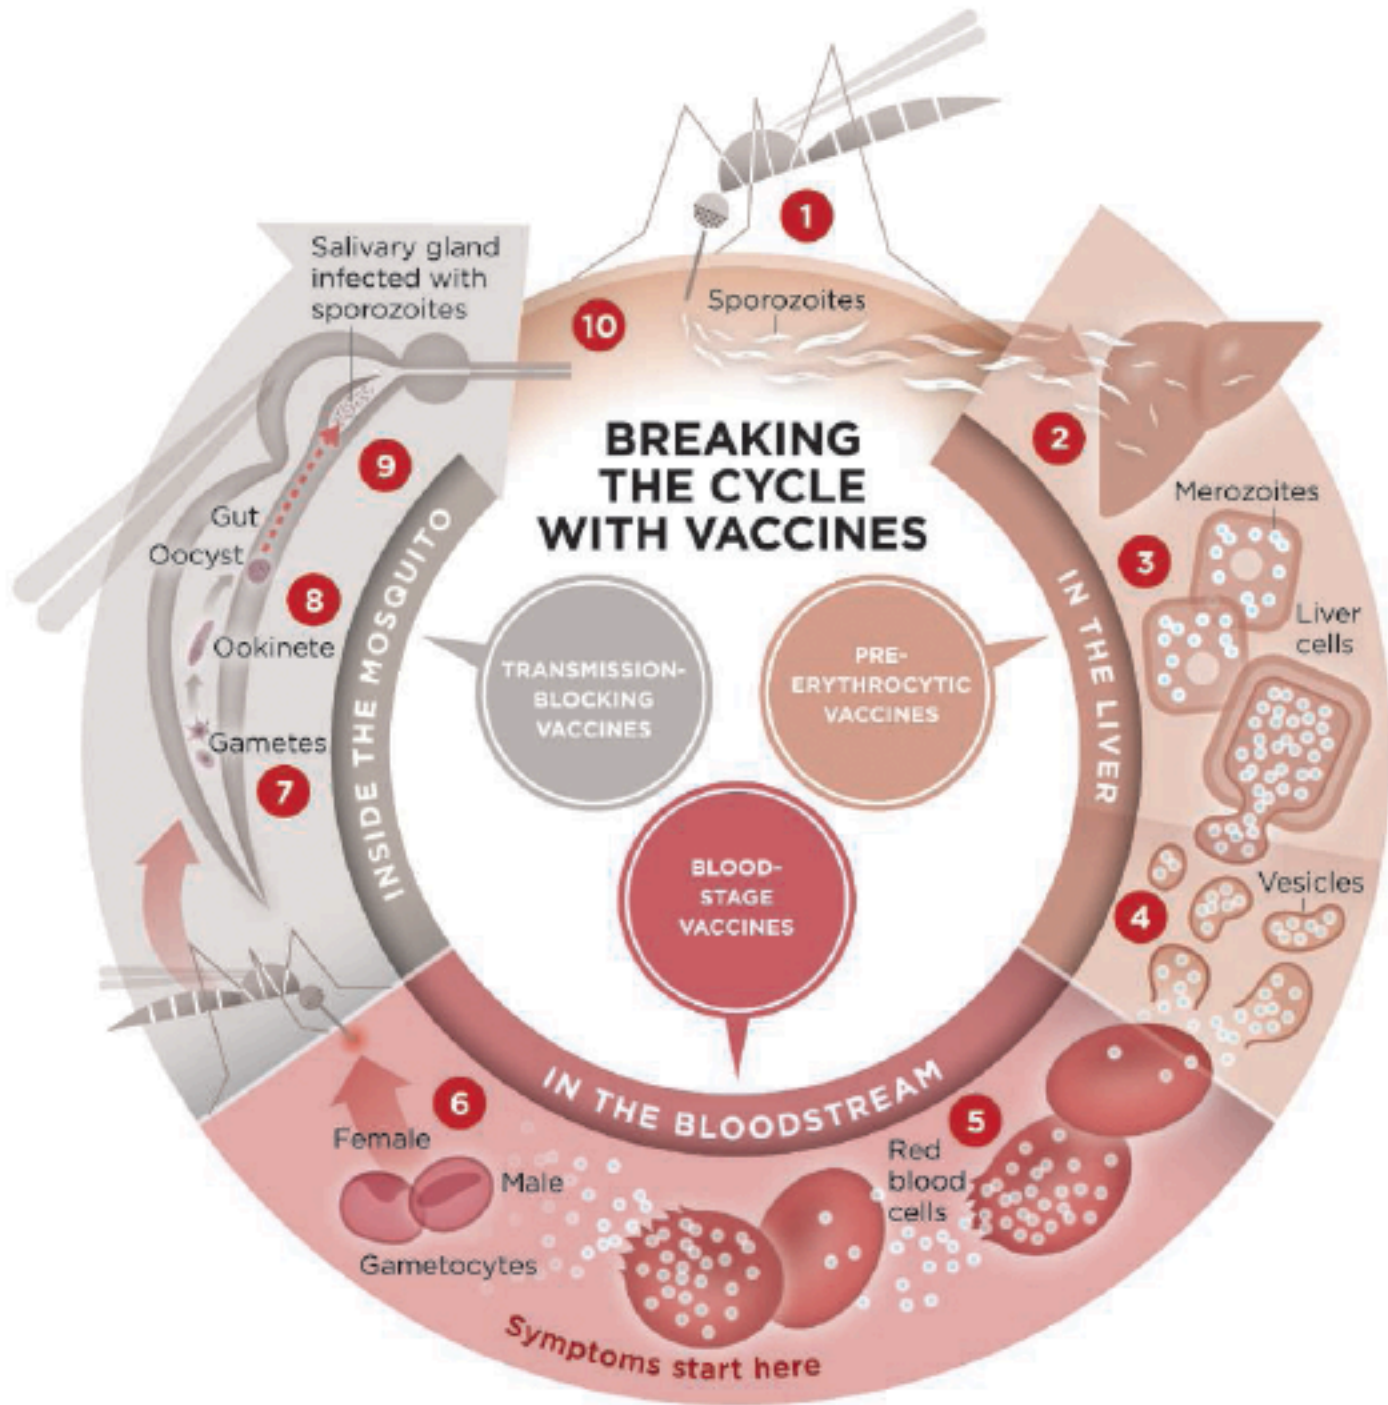 1
Salivary gland
infected with
sporozoites
10
Sporozoites
2
BREAKING
THE CYCLE
WITH VACCINES
9
Merozoites
Gut
Oocyst
3
8
Liver
cells
Ookinete
TRANSMISSION-
BLOCKING
VACCINES
PRE-
ERYTHROCYTIC
VACCINES
IN THE LIVER
INSIDE THE MOSQUITO
Gametes
7
BLOOD-
STAGE
VACCINES
Vesicles
4
IN THE BLOODSTREAM
6
5
Female
Male
Gametocytes
Red
blood
cells
Symptoms start here